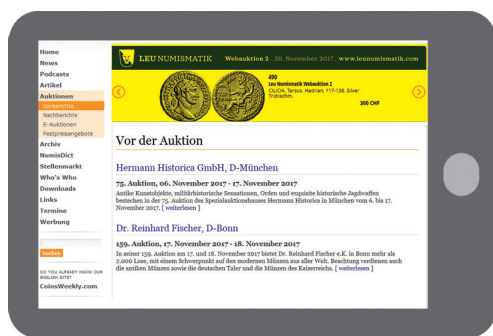 Home
News
Podcasts
Artikel
Auktionen
Vorberichte
Nachberichte
E-Auktionen
Festpreisangebote
Archiv
NumisDict
Stellenmarkt
Who's Who
Downloads
Links
Termine
Werbung
Suchen
DO YOU ALREADY KNOW OUR
ENGLISH SITE?
CoinsWeekly.com
LEU NUMISMATIK Webauktion 2 . 26. November 2017 . www.leunumismatik.com
490
Leu Numismatik Webauktion 2
CILICIA. Tarsus. Hadrian, 117-138. Silver
Tridrachm.
300 CHF
Vor der Auktion
Hermann Historica GmbH, D-München
75. Auktion, 06. November 2017 - 17. November 2017
Antike Kunstobjekte, militärhistorische Sensationen, Orden und exquisite historische Jagdwaffen
bestechen in der 75. Auktion des Spezialauktionshauses Hermann Historica in München vom 6. bis 17.
November 2017. [ weiterlesen ]
Dr. Reinhard Fischer, D-Bonn
159. Auktion, 17. November 2017 - 18. November 2017
In seiner 159. Auktion am 17. und 18. November 2017 bietet Dr. Reinhard Fischer e.K. in Bonn mehr als
2.000 Lose, mit einem Schwerpunkt auf den modernen Münzen aus aller Welt. Beachtung verdienen auch
die antiken Münzen sowie die deutschen Taler und die Münzen des Kaiserreichs. [ weiterlesen ]